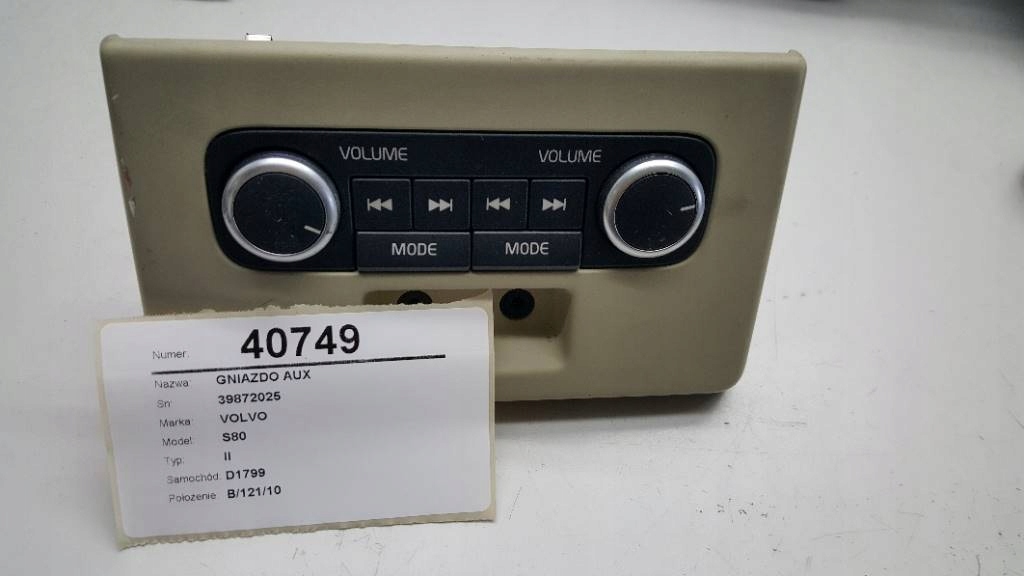 VOLUME VOLUME
MODE MODE
Numer: 40749
Nazwa: GNIAZDO AUX
Sn: 39872025
Marka: VOLVO
Model: S80
Typ: II
Samochód: D1799
Położenie: B/121/10